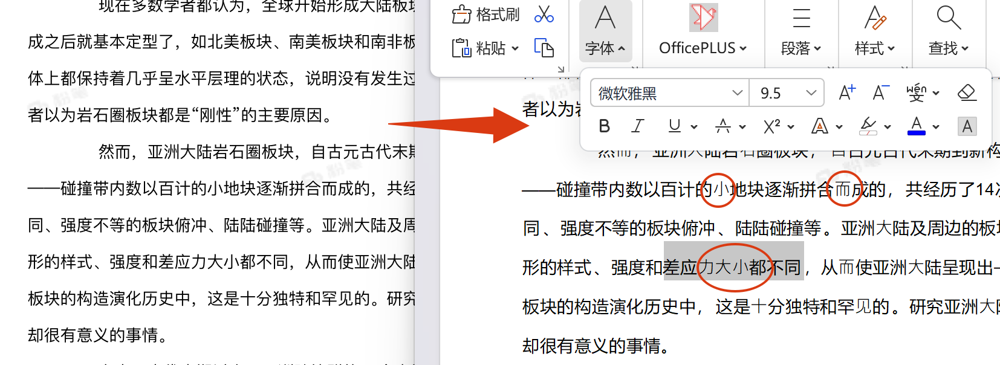 现在多数学者都认为，全球开始形成大陆板块
成之后就基本定型了，如北美板块、南美板块和南非板
体上都保持着几乎呈水平层理的状态，说明没有发生过
者以为岩石圈板块都是“刚性”的主要原因。
然而，亚洲大陆岩石圈板块，自古元古代末期
——碰撞带内数以百计的小地块逐渐拼合而成的，共经
同、强度不等的板块俯冲、陆陆碰撞等。亚洲大陆及周
形的样式、强度和差应力大小都不同，从而使亚洲大陆
板块的构造演化历史中，这是十分独特和罕见的。研究
却很有意义的事情。
粉笔
粉笔
格式刷
粘贴
字体
OfficePLUS
段落
样式
查找
微软雅黑
9.5
A+
A−
wén
变
B I U A X² A A A
者以为岩
然而，亚洲大陆岩石圈板块，自古元古代末期到新构
——碰撞带内数以百计的小地块逐渐拼合而成的，共经历了14次
同、强度不等的板块俯冲、陆陆碰撞等。亚洲大陆及周边的板块
形的样式、强度和差应力大小都不同，从而使亚洲大陆呈现出
板块的构造演化历史中，这是十分独特和罕见的。研究亚洲大陆
却很有意义的事情。
粉笔
粉笔